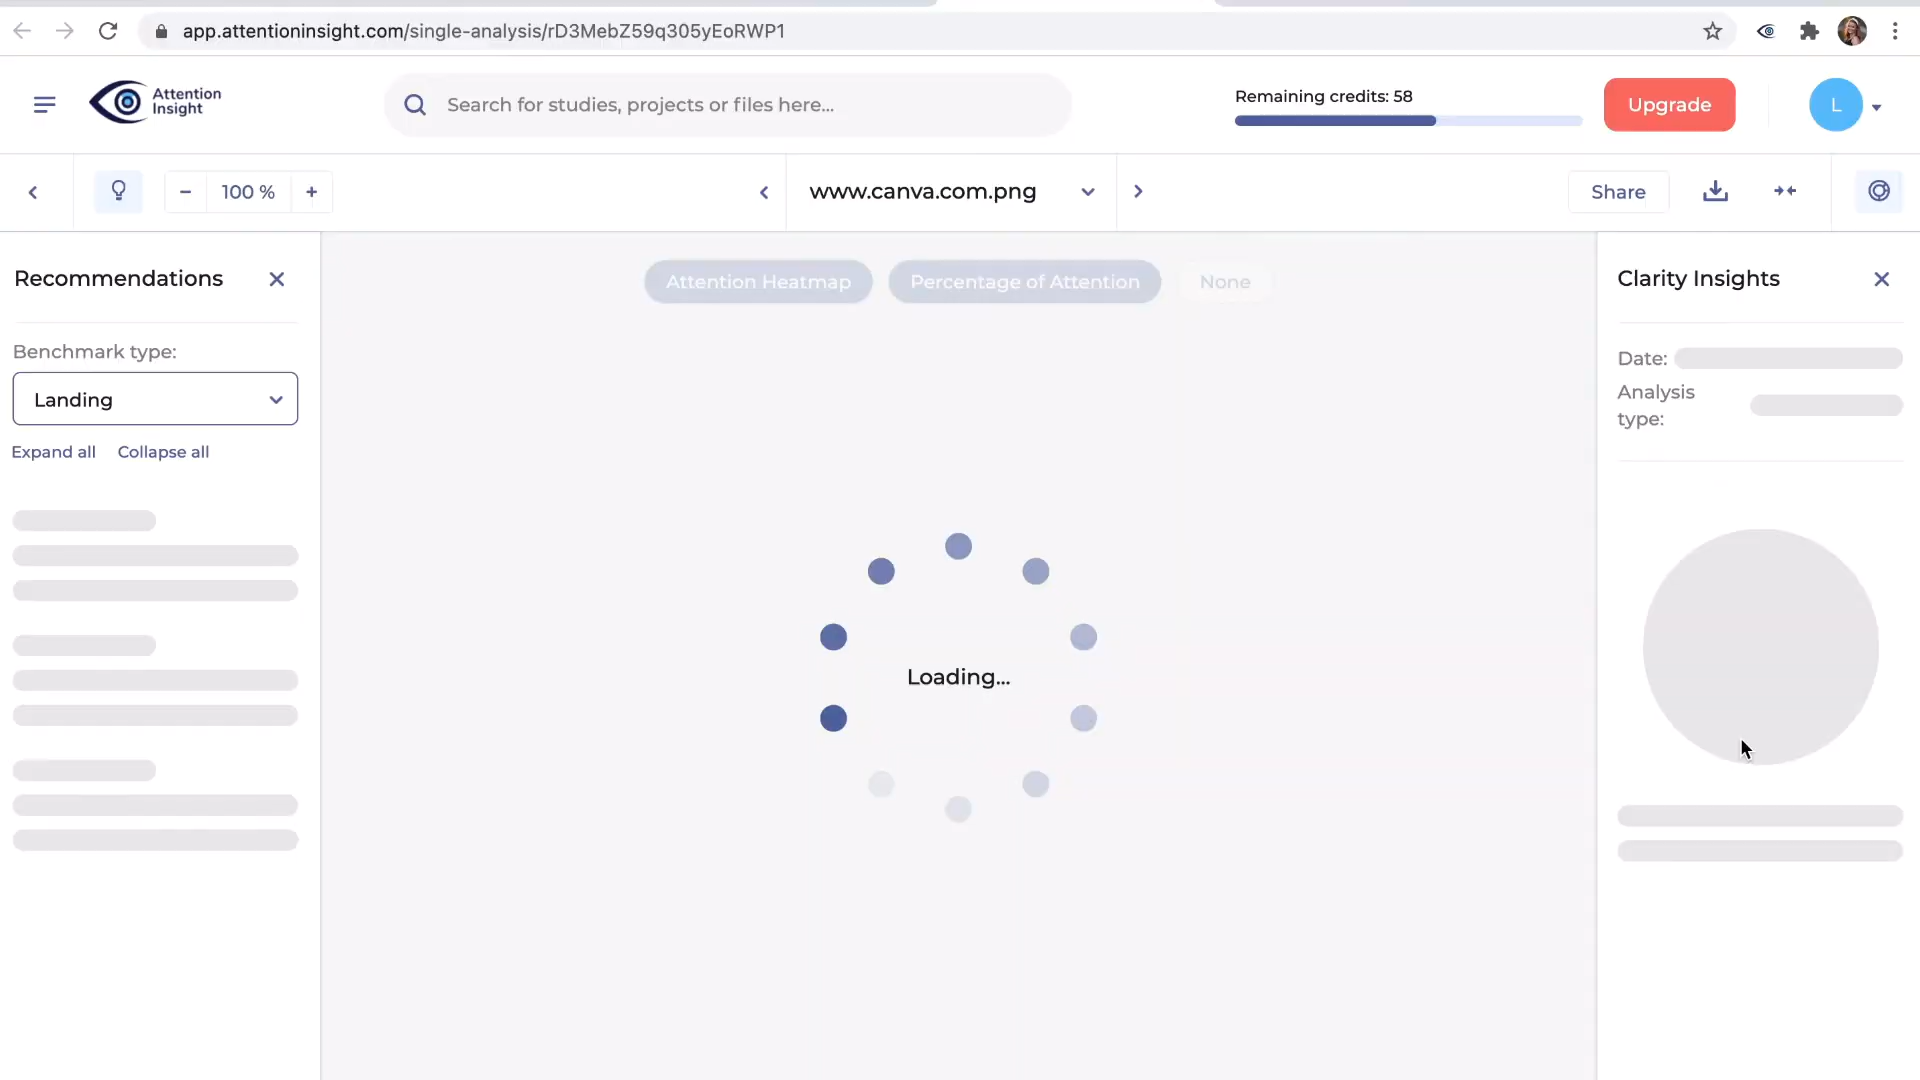 app.attentioninsight.com/single-analysis/rD3MebZ59q305yEoRWP1
Attention
Insight
Search for studies, projects or files here...
Remaining credits: 58
Upgrade
L
100 %
www.canva.com.png
Share
Recommendations
Benchmark type:
Landing
Expand all
Collapse all
Attention Heatmap
Percentage of Attention
None
Loading...
Clarity Insights
Date:
Analysis
type: